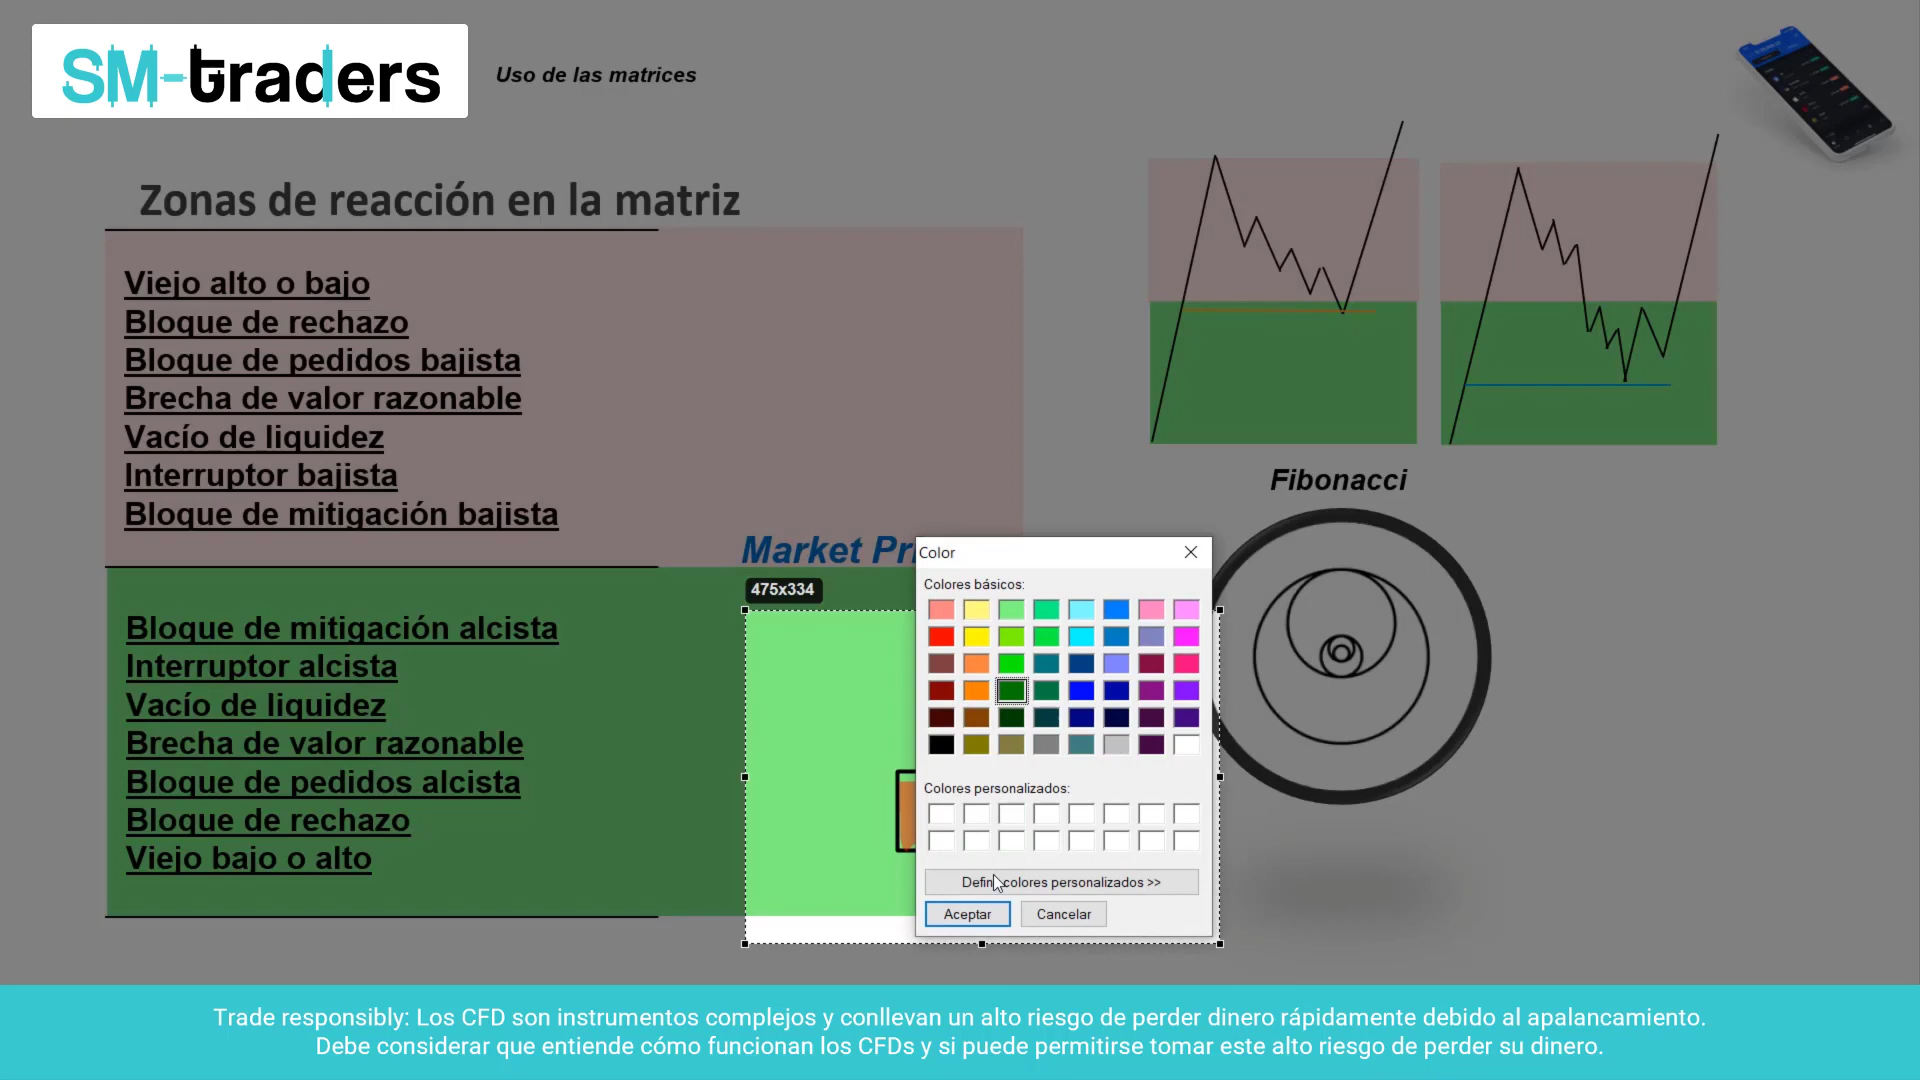 SM-traders
Uso de las matrices
Zonas de reacción en la matriz
Viejo alto o bajo
Bloque de rechazo
Bloque de pedidos bajista
Brecha de valor razonable
Vacío de liquidez
Interruptor bajista
Bloque de mitigación bajista
Market Pr
475x334
Bloque de mitigación alcista
Interruptor alcista
Vacío de liquidez
Brecha de valor razonable
Bloque de pedidos alcista
Bloque de rechazo
Viejo bajo o alto
Fibonacci
Color
Colores básicos:
Colores personalizados:
Defin colores personalizados >>
Aceptar
Cancelar
Trade responsibly: Los CFD son instrumentos complejos y conllevan un alto riesgo de perder dinero rápidamente debido al apalancamiento.
Debe considerar que entiende cómo funcionan los CFDs y si puede permitirse tomar este alto riesgo de perder su dinero.